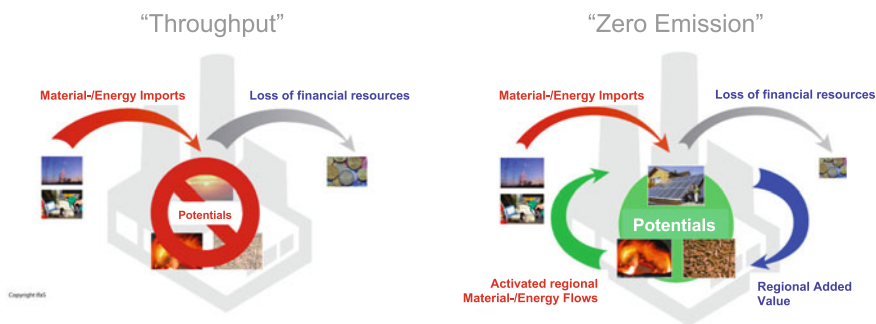 “Throughput”
Material-/Energy Imports
Loss of financial resources
Potentials
Copyright IfaS
“Zero Emission”
Material-/Energy Imports
Loss of financial resources
Potentials
Activated regional
Material-/Energy Flows
Regional Added
Value